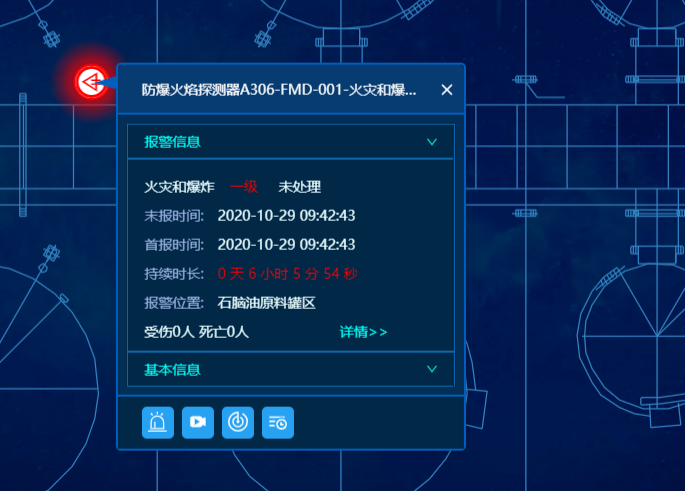 防爆火焰探测器A306-FMD-001-火灾和爆...
报警信息
火灾和爆炸 一级 未处理
末报时间: 2020-10-29 09:42:43
首报时间: 2020-10-29 09:42:43
持续时长: 0 天 6 小时 5 分 54 秒
报警位置: 石脑油原料罐区
受伤0人 死亡0人 详情>>
基本信息